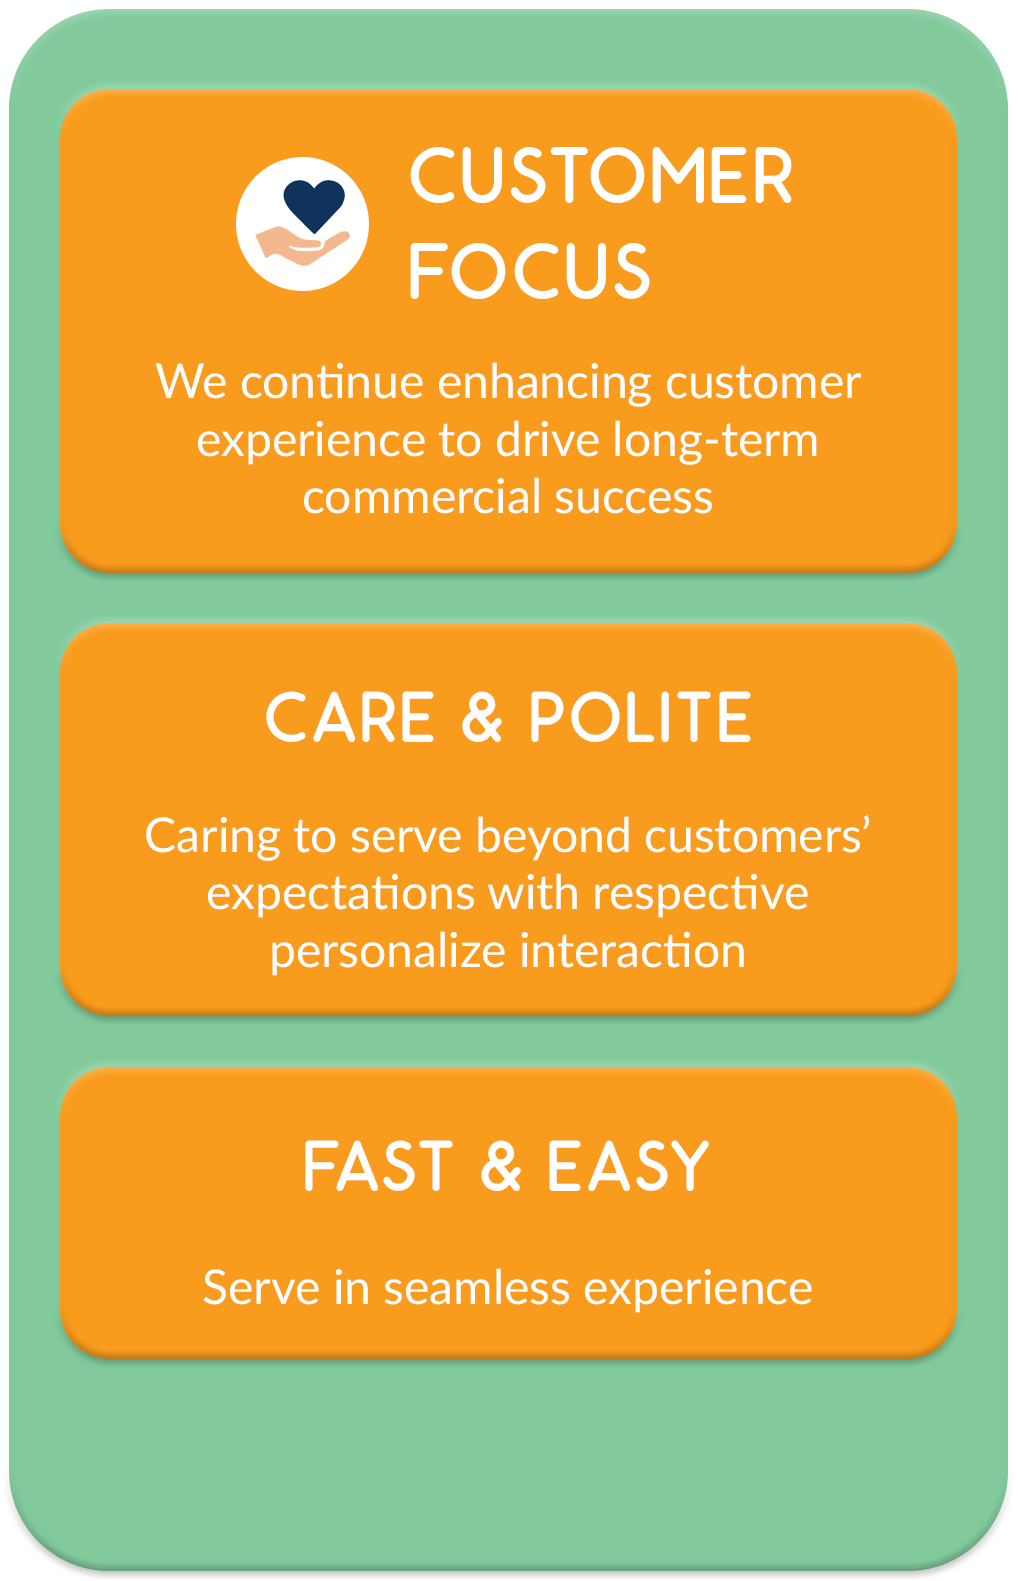 CUSTOMER
FOCUS
We continue enhancing customer
experience to drive long-term
commercial success
CARE & POLITE
Caring to serve beyond customers’
expectations with respective
personalize interaction
FAST & EASY
Serve in seamless experience